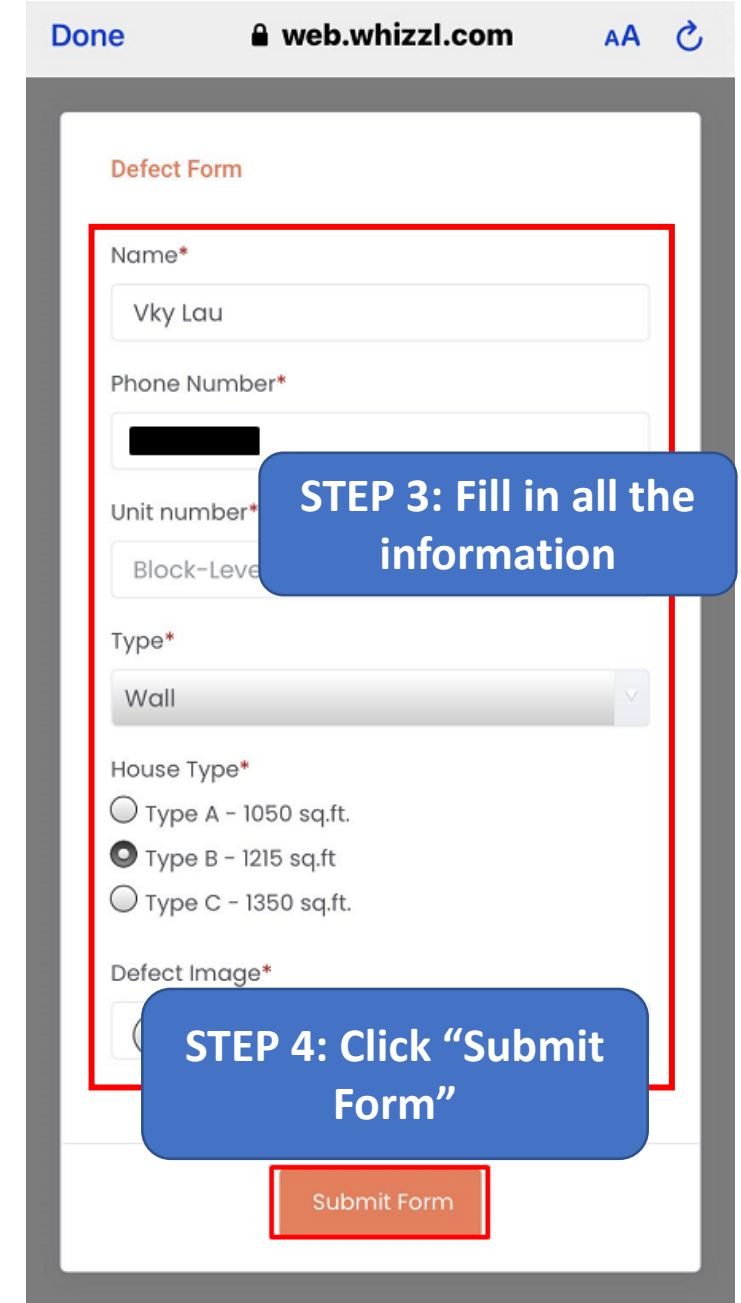 Done web.whizzl.com AA
Defect Form
Name*
Vky Lau
Phone Number*
STEP 3: Fill in all the
information
Unit number*
Type*
Wall
House Type*
Type A - 1050 sq.ft.
Type B - 1215 sq.ft
Type C - 1350 sq.ft.
Defect Image*
STEP 4: Click “Submit
Form”
Submit Form